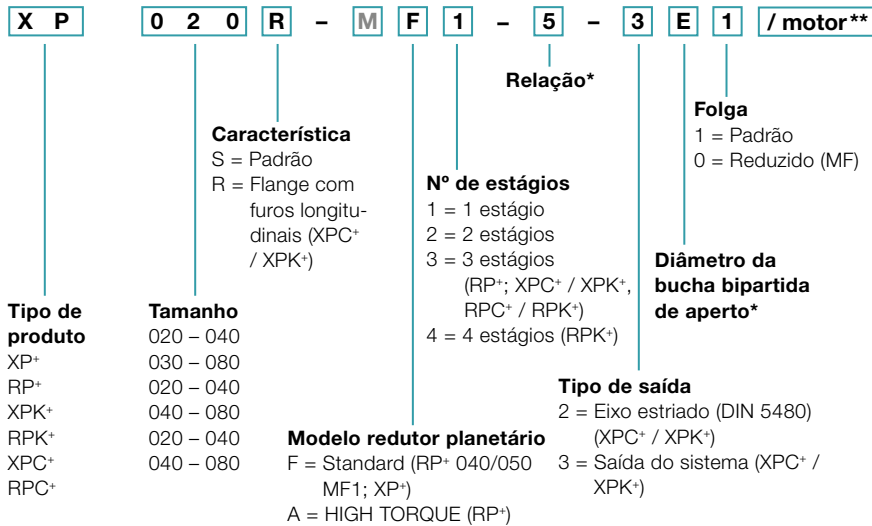 X P 0 2 0 R – M F 1 – 5 – 3 E 1 / motor**
Relação*
Folga
1 = Padrão
0 = Reduzido (MF)
Característica
S = Padrão
R = Flange com
furos longitu-
dinais (XPC+
/ XPK+)
Nº de estágios
1 = 1 estágio
2 = 2 estágios
3 = 3 estágios
(RP+; XPC+ / XPK+,
RPC+ / RPK+)
4 = 4 estágios (RPK+)
Diâmetro da
bucha bipartida
de aperto*
Tipo de
produto
XP+
RP+
XPK+
RPK+
XPC+
RPC+
Tamanho
020 – 040
030 – 080
020 – 040
040 – 080
020 – 040
040 – 080
Modelo redutor planetário
F = Standard (RP+ 040/050
MF1; XP+)
A = HIGH TORQUE (RP+)
Tipo de saída
2 = Eixo estriado (DIN 5480)
(XPC+ / XPK+)
3 = Saída do sistema (XPC+ /
XPK+)